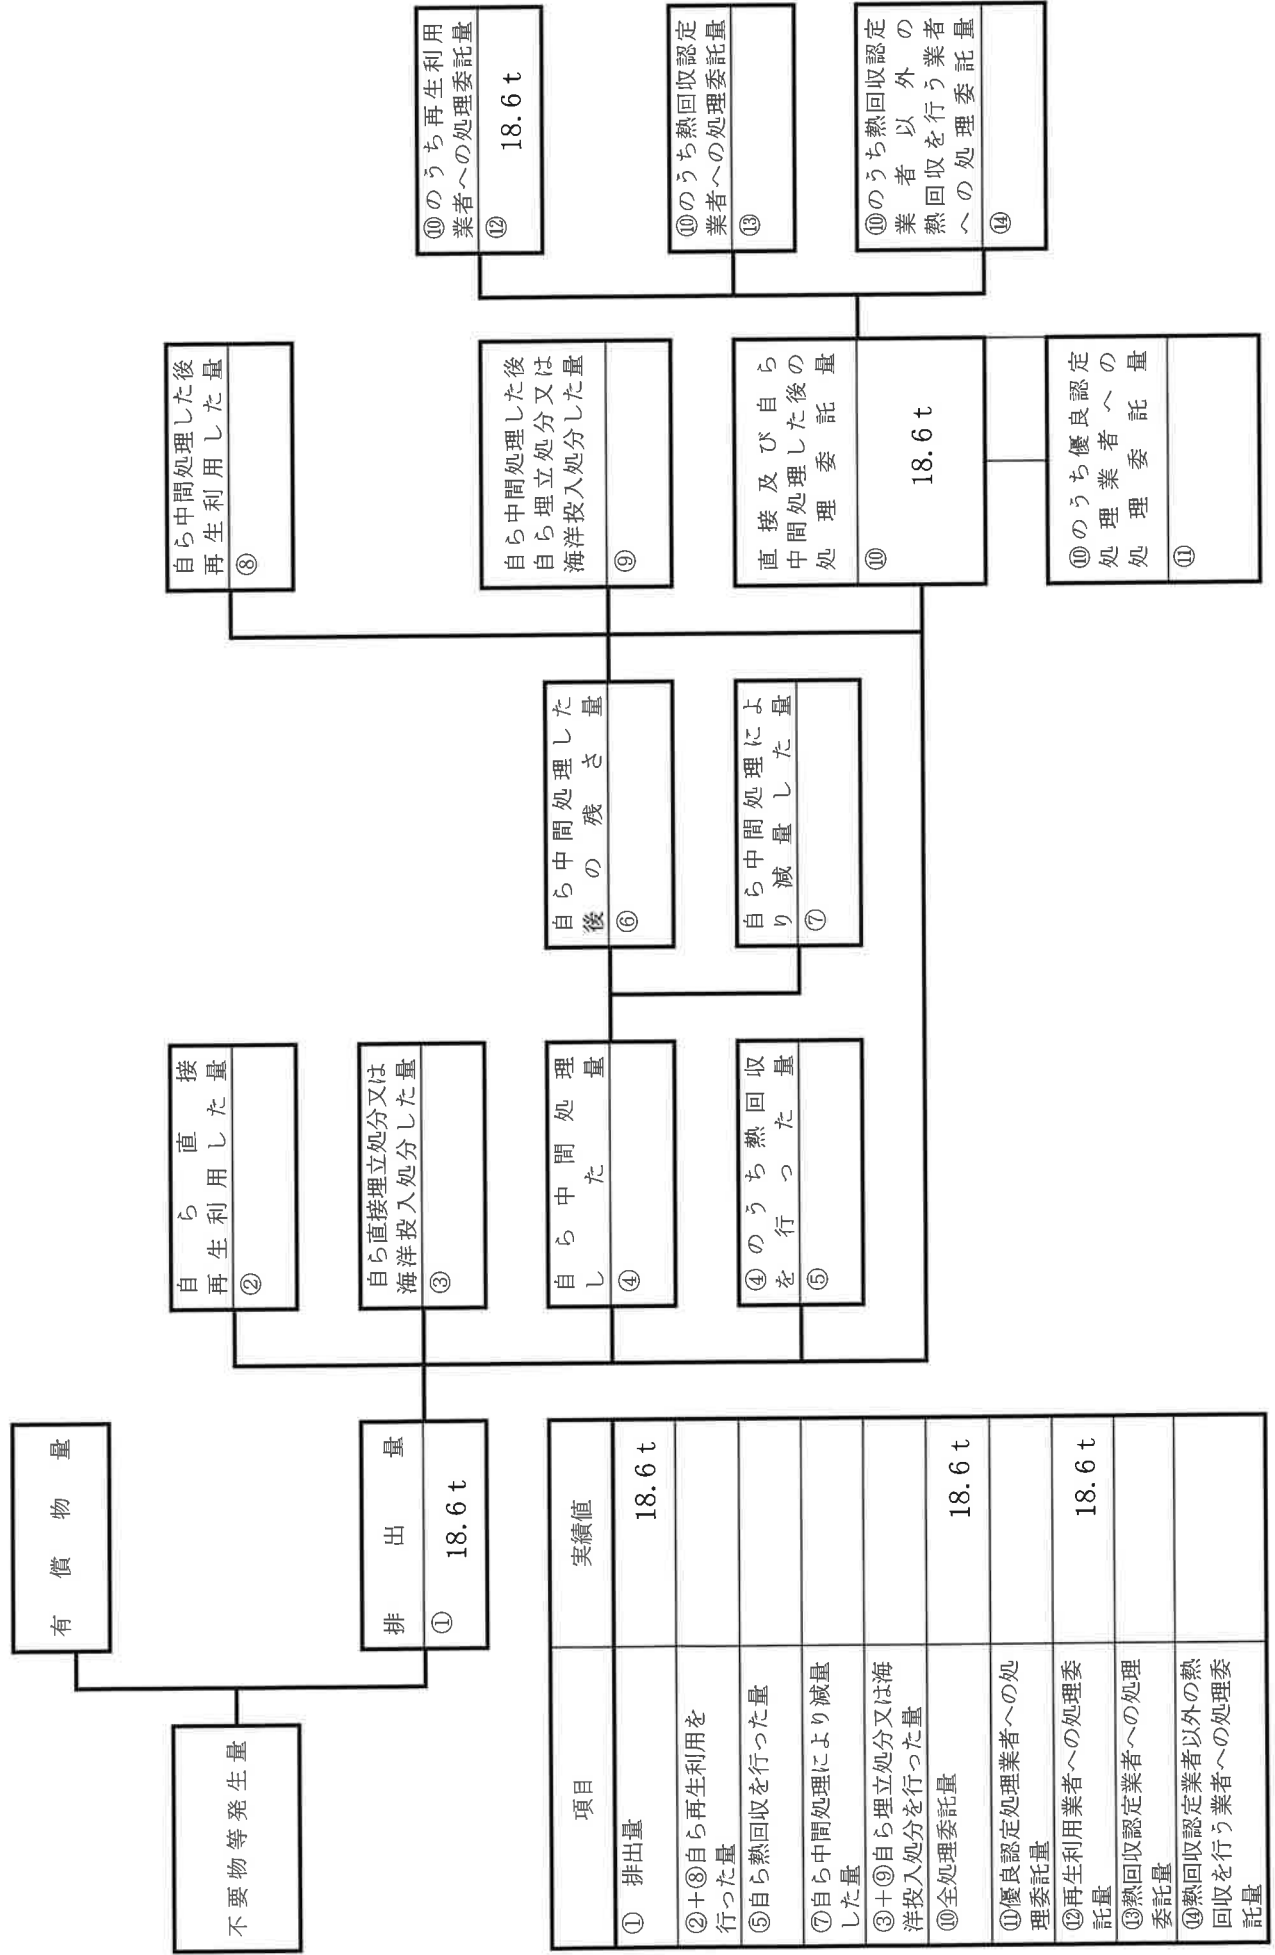 有償物量
不要物等発生量
排出量
① 18.6 t
自ら直接
再生利用した量
②
自ら直接埋立処分又は
海洋投入処分した量
③
自ら中間処理
した量
④
④のうち熱回収
を行った量
⑤
自ら中間処理した
後の残さ量
⑥
自ら中間処理によ
り減量した量
⑦
自ら中間処理した後
再生利用した量
⑧
自ら中間処理した後
自ら埋立処分又は
海洋投入処分した量
⑨
直接及び自ら
中間処理した後の
処理委託量
⑩
18.6 t
⑩のうち優良認定
処理業者への
処理委託量
⑪
⑩のうち再生利用
業者への処理委託量
⑫ 18.6 t
⑩のうち熱回収認定
業者への処理委託量
⑬
⑩のうち熱回収認定
業者以外の
熱回収を行う業者
への処理委託量
⑭
項目 実績値
① 排出量 18.6 t
②+⑧自ら再生利用を
行った量
⑤自ら熱回収を行った量
⑦自ら中間処理により減量
した量
③+⑨自ら埋立処分又は海
洋投入処分を行った量
⑩全処理委託量 18.6 t
⑪優良認定処理業者への処
理委託量
⑫再生利用業者への処理委 18.6 t
託量
⑬熱回収認定業者への処理
委託量
⑭熱回収認定業者以外の熱
回収を行う業者への処理委
託量